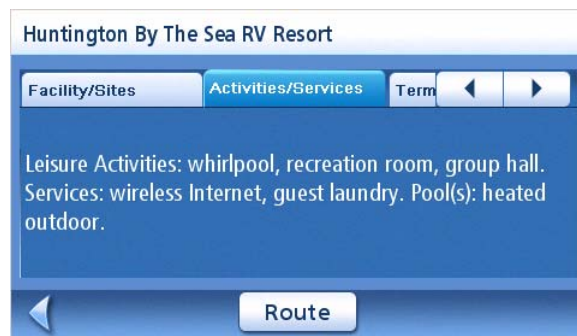 Huntington By The Sea RV Resort
Facility/Sites
Activities/Services
Term
Leisure Activities: whirlpool, recreation room, group hall.
Services: wireless Internet, guest laundry. Pool(s): heated
outdoor.
Route